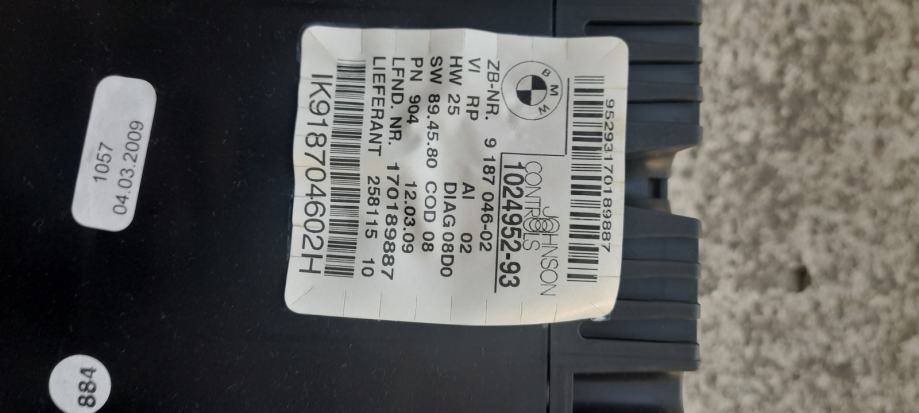 95293170189887
BMW
JOHNSON
CONTROLS
1024952-93
ZB-NR. 9 187 046-02
VI RP AI 02
HW 25 DIAG 08D0
SW 89.45.80 COD 08
PN 904 12.03.09
LFND. NR. 170189887
LIEFERANT 258115 10
IK918704602H
1057
04.03.2009
884